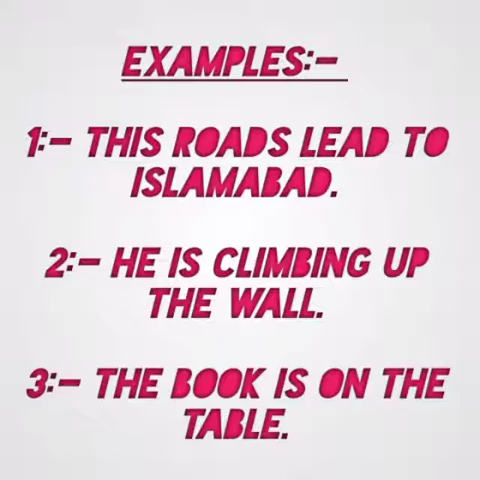 EXAMPLES:-
1:- THIS ROADS LEAD TO
ISLAMABAD.
2:- HE IS CLIMBING UP
THE WALL.
3:- THE BOOK IS ON THE
TABLE.